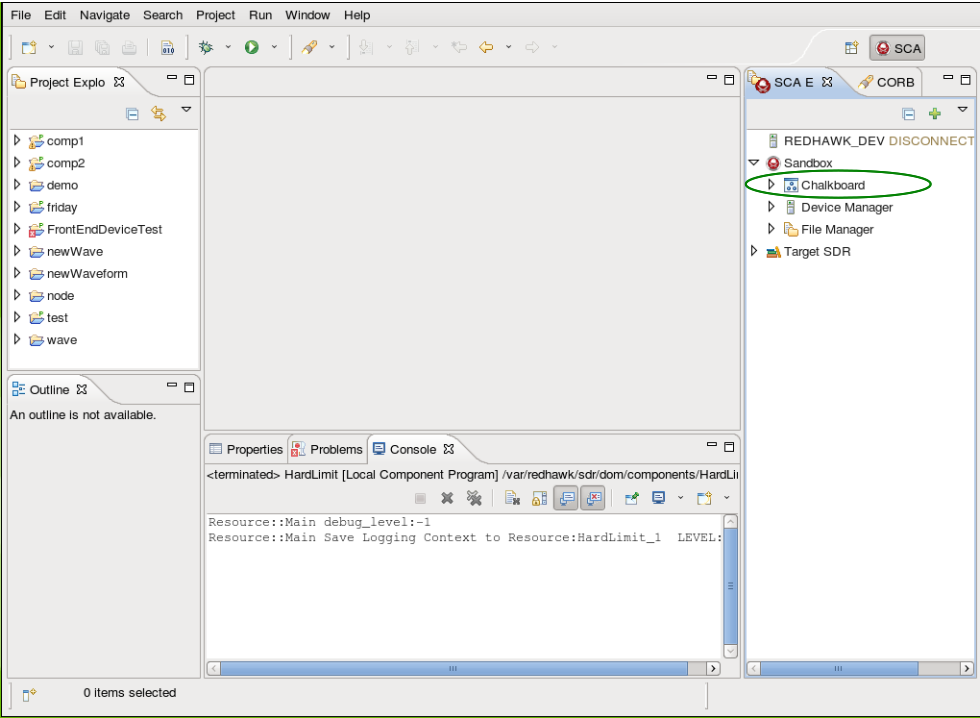 File Edit Navigate Search Project Run Window Help
010
SCA
Project Explo
SCA E CORB
comp1
comp2
demo
friday
FrontEndDeviceTest
newWave
newWaveform
node
test
wave
REDHAWK_DEV DISCONNECT
Sandbox
Chalkboard
Device Manager
File Manager
Target SDR
Outline
An outline is not available.
Properties Problems Console
<terminated> HardLimit [Local Component Program] /var/redhawk/sdr/dom/components/HardLi
Resource::Main debug_level:-1
Resource::Main Save Logging Context to Resource:HardLimit_1 LEVEL:
0 items selected